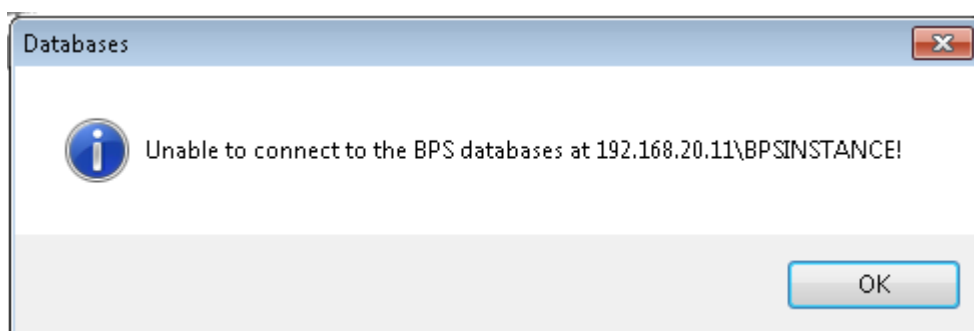 Databases
Unable to connect to the BPS databases at 192.168.20.11\BPSINSTANCE!
OK